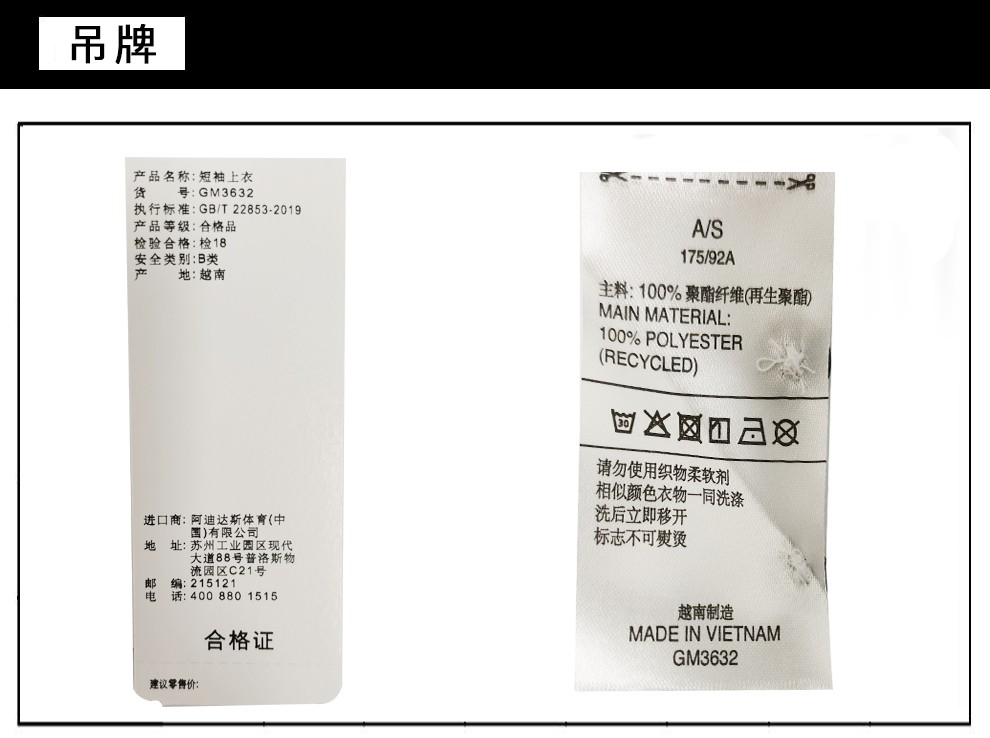 吊牌
产品名称:短袖上衣
货 号:GM3632
执行标准:GB/T 22853-2019
产品等级:合格品
检验合格:检18
安全类别:B类
产 地:越南
进口商:阿迪达斯体育(中
国)有限公司
地 址:苏州工业园区现代
大道88号普洛斯物
流园区C21号
邮 编:215121
电 话:400 880 1515
合格证
建议零售价:
A/S
175/92A
主料: 100% 聚酯纤维(再生聚酯)
MAIN MATERIAL:
100% POLYESTER
(RECYCLED)
30
请勿使用织物柔软剂
相似颜色衣物一同洗涤
洗后立即移开
标志不可熨烫
越南制造
MADE IN VIETNAM
GM3632